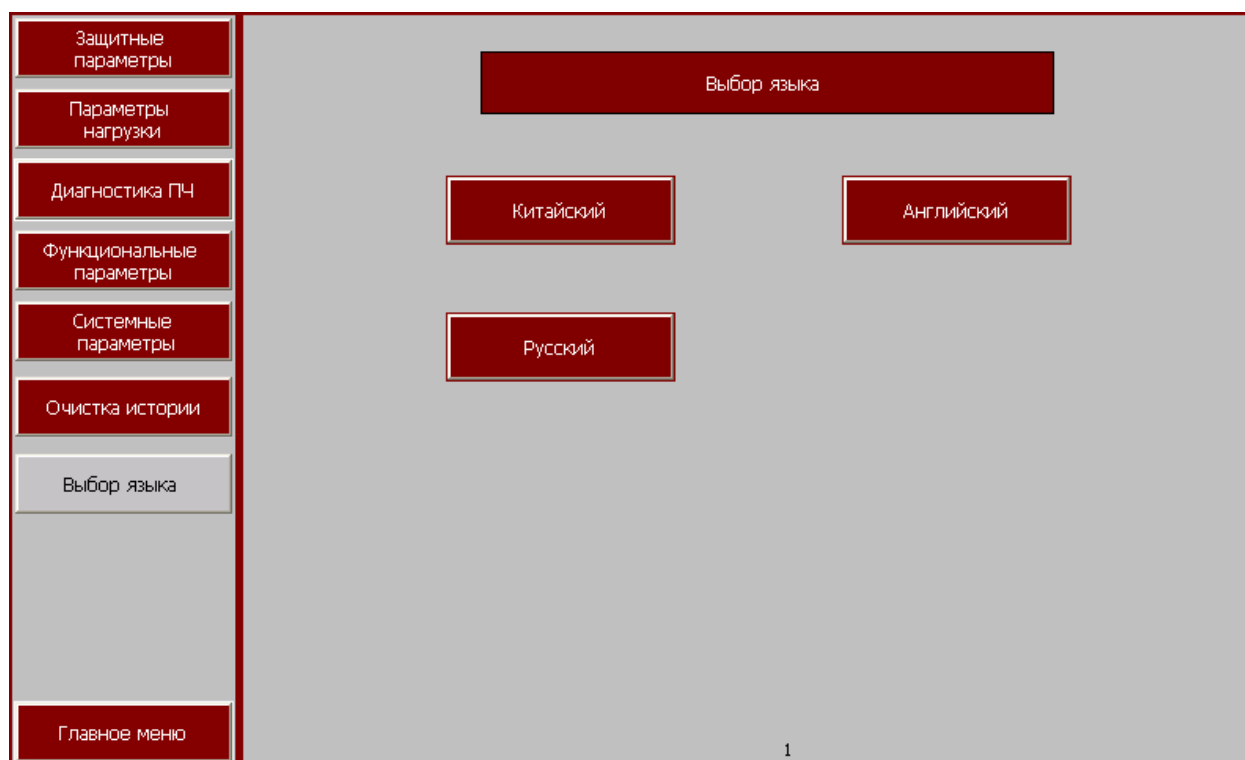 Защитные
параметры
Параметры
нагрузки
Диагностика ПЧ
Функциональные
параметры
Системные
параметры
Очистка истории
Выбор языка
Главное меню
Выбор языка
Китайский
Английский
Русский
1